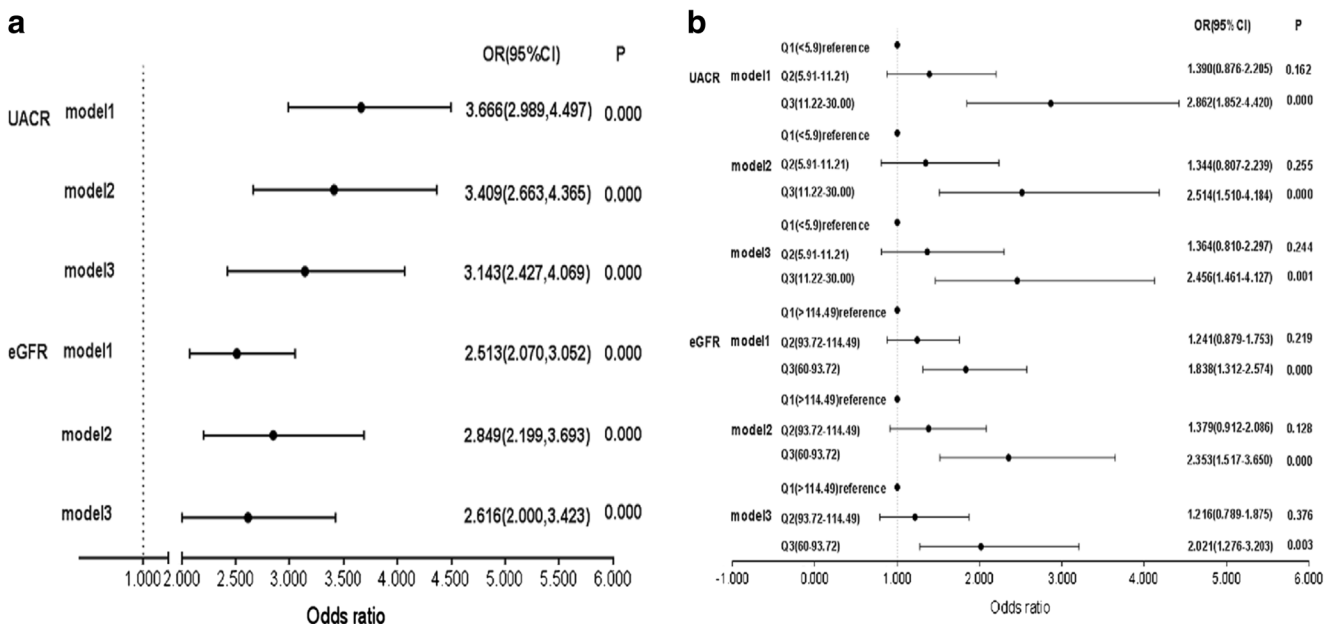 a
OR(95%CI) P
UACR model1 3.666(2.989,4.497) 0.000
model2 3.409(2.663,4.365) 0.000
model3 3.143(2.427,4.069) 0.000
eGFR model1 2.513(2.070,3.052) 0.000
model2 2.849(2.199,3.693) 0.000
model3 2.616(2.000,3.423) 0.000
1.000 2.000 2.500 3.000 3.500 4.000 4.500 5.000 5.500 6.000
Odds ratio
b
OR(95%CI) P
Q1(<5.9)reference
UACR model1 Q2(5.91-11.21) 1.390(0.876-2.205) 0.162
Q3(11.22-30.00) 2.862(1.852-4.420) 0.000
Q1(<5.9)reference
model2 Q2(5.91-11.21) 1.344(0.807-2.239) 0.255
Q3(11.22-30.00) 2.514(1.510-4.184) 0.000
Q1(<5.9)reference
model3 Q2(5.91-11.21) 1.364(0.810-2.297) 0.244
Q3(11.22-30.00) 2.456(1.461-4.127) 0.001
Q1(>114.49)reference
eGFR model1 Q2(93.72-114.49) 1.241(0.879-1.753) 0.219
Q3(60-93.72) 1.838(1.312-2.574) 0.000
Q1(>114.49)reference
model2 Q2(93.72-114.49) 1.379(0.912-2.086) 0.128
Q3(60-93.72) 2.353(1.517-3.650) 0.000
Q1(>114.49)reference
model3 Q2(93.72-114.49) 1.216(0.789-1.875) 0.376
Q3(60-93.72) 2.021(1.276-3.203) 0.003
-1.000 0.000 1.000 2.000 3.000 4.000 5.000 6.000
Odds ratio